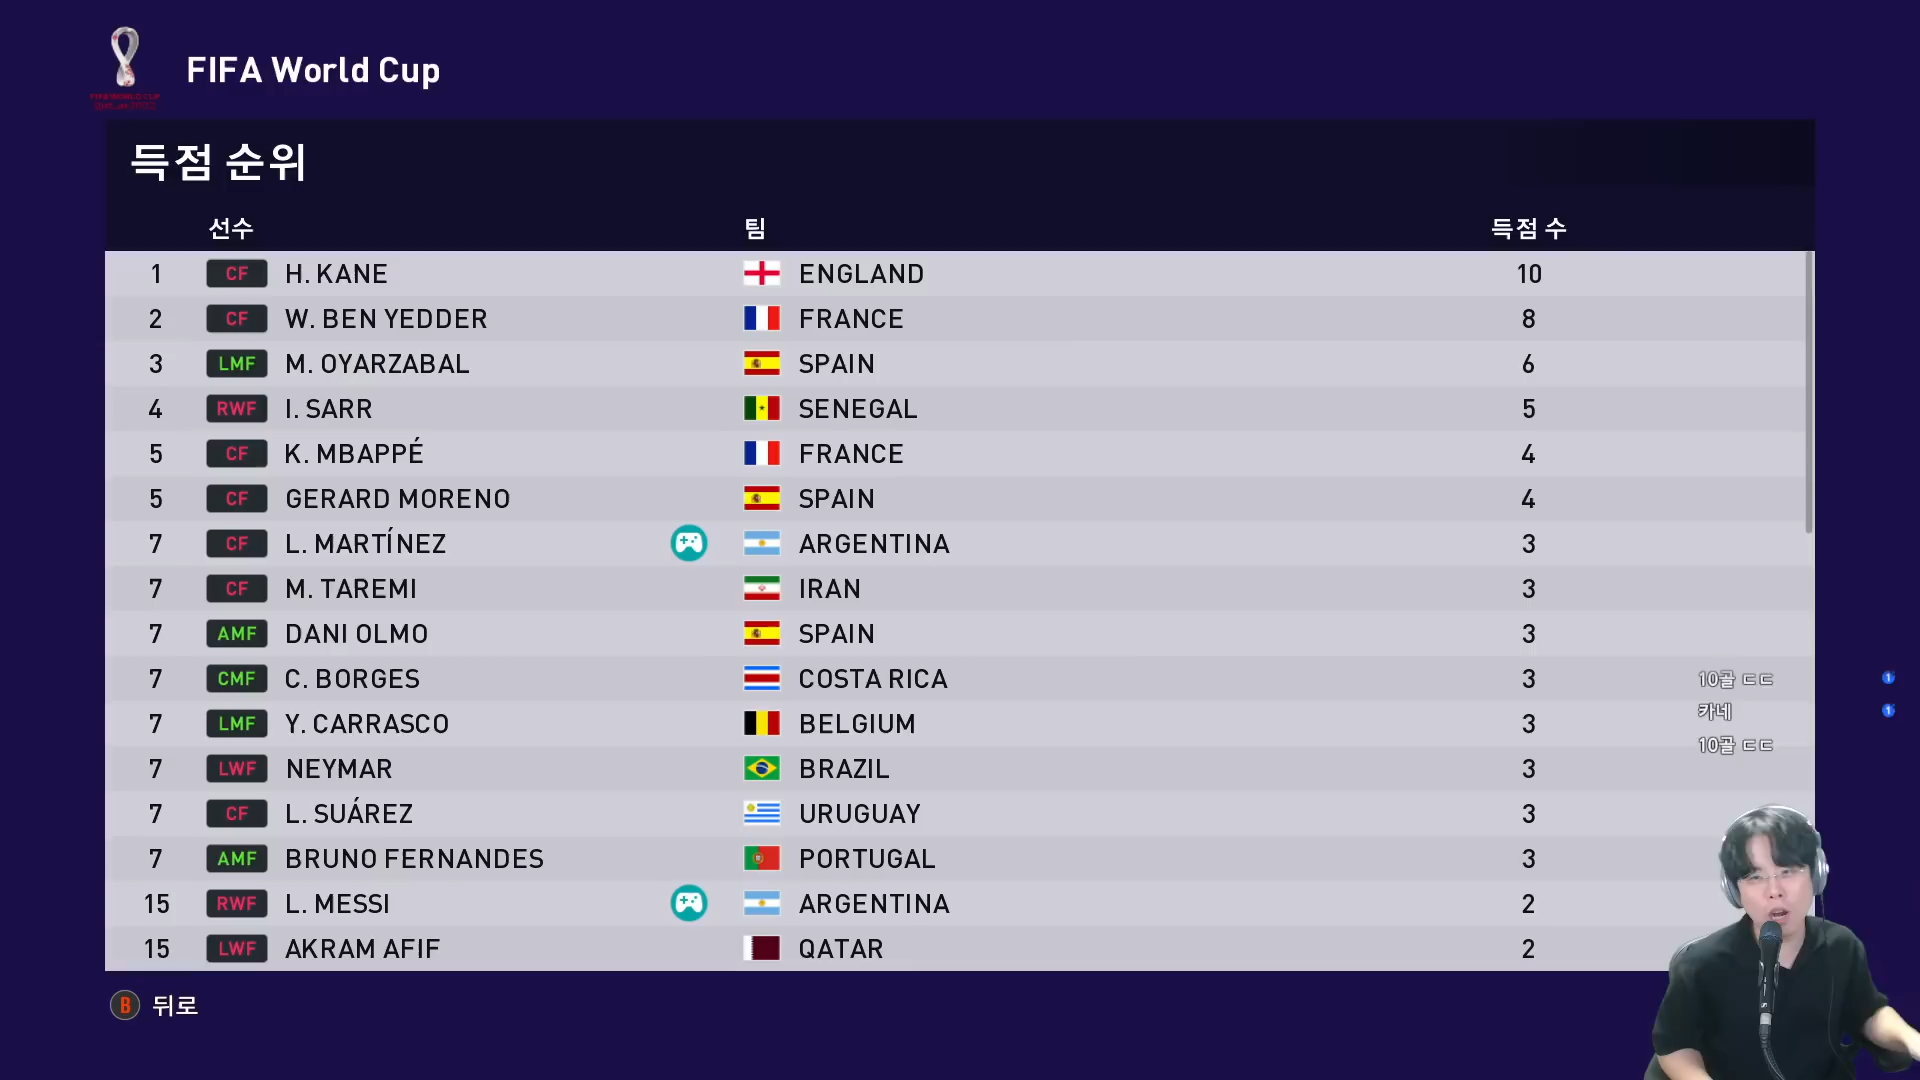 FIFA World Cup
득점 순위
선수 팀 득점 수
1 CF H. KANE ENGLAND 10
2 CF W. BEN YEDDER FRANCE 8
3 LMF M. OYARZABAL SPAIN 6
4 RWF I. SARR SENEGAL 5
5 CF K. MBAPPÉ FRANCE 4
5 CF GERARD MORENO SPAIN 4
7 CF L. MARTÍNEZ ARGENTINA 3
7 CF M. TAREMI IRAN 3
7 AMF DANI OLMO SPAIN 3
7 CMF C. BORGES COSTA RICA 3
7 LMF Y. CARRASCO BELGIUM 3
7 LWF NEYMAR BRAZIL 3
7 CF L. SUÁREZ URUGUAY 3
7 AMF BRUNO FERNANDES PORTUGAL 3
15 RWF L. MESSI ARGENTINA 2
15 LWF AKRAM AFIF QATAR 2
10골 ㄷㄷ 1
카네 1
10골 ㄷㄷ
B 뒤로